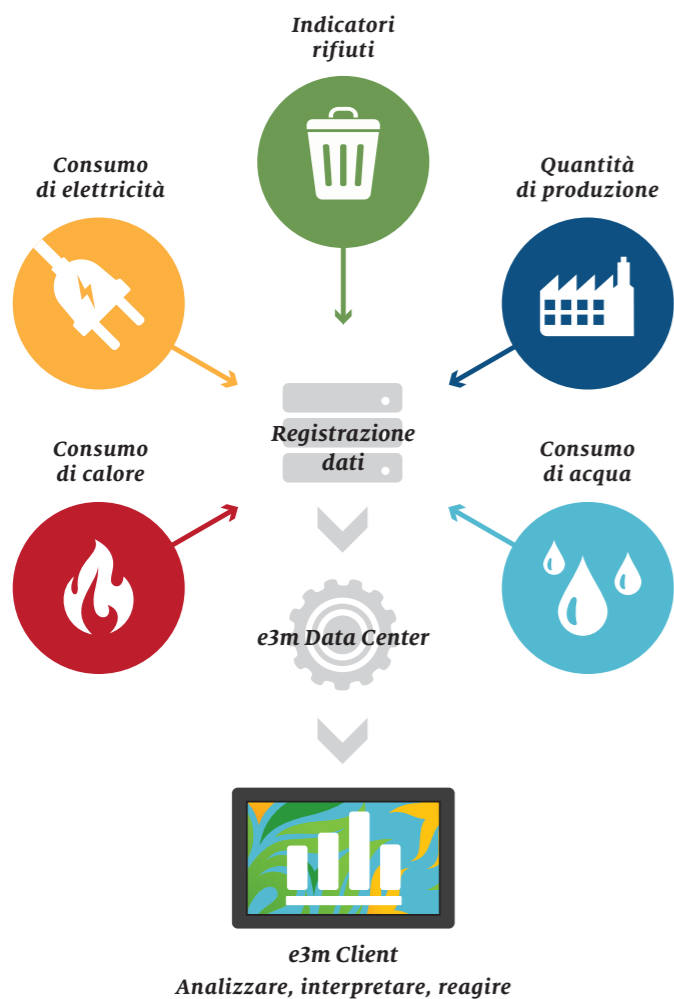 Indicatori
rifiuti
Consumo
di elettricità
Quantità
di produzione
Registrazione
dati
Consumo
di calore
Consumo
di acqua
e3m Data Center
e3m Client
Analizzare, interpretare, reagire